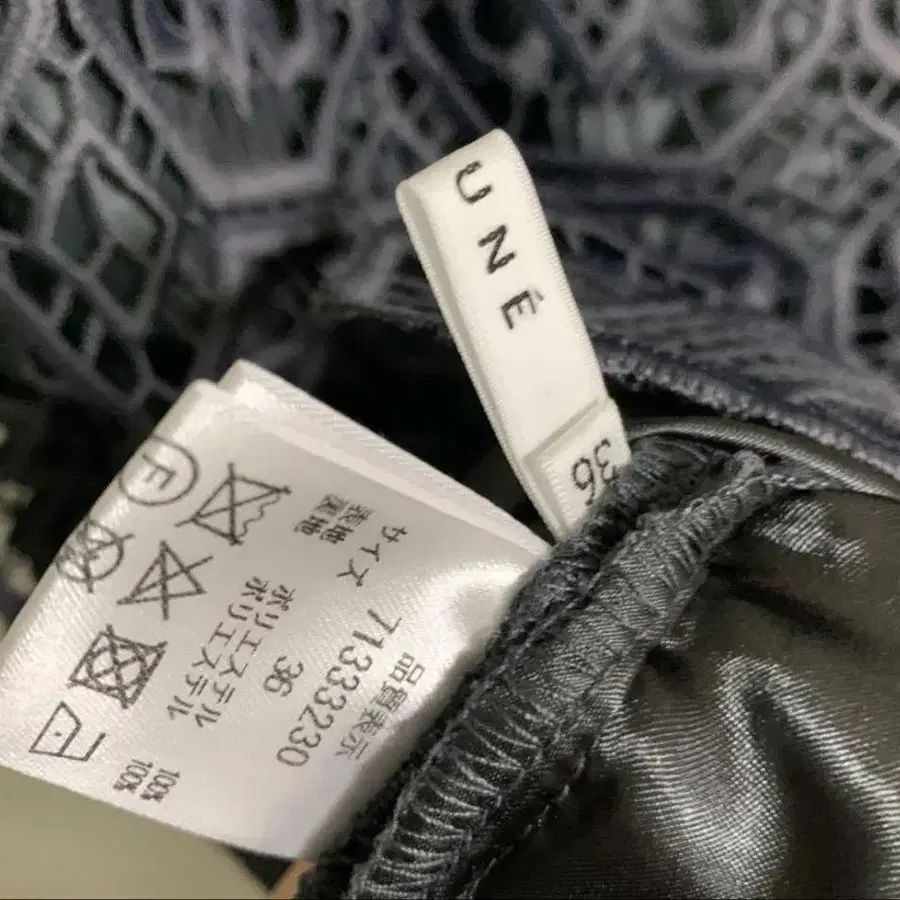 UNÉ
36
品質表示
71333230
サイズ 36
表地 ポリエステル 100%
裏地 ポリエステル 100%
F